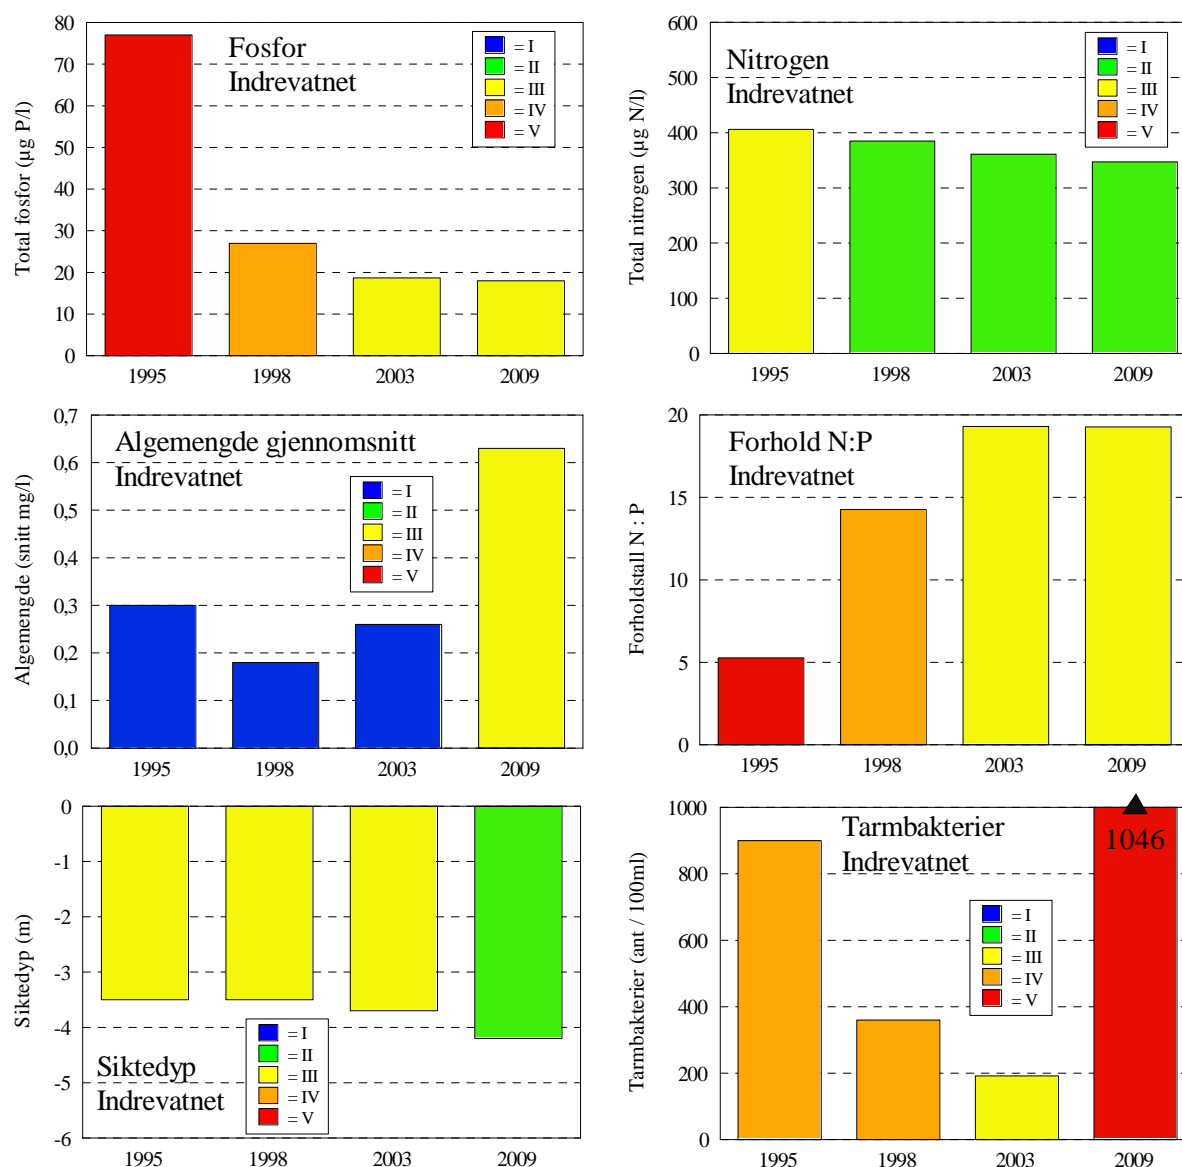 Fosfor
Indrevatnet
Total fosfor (µg P/l)
80
70
60
50
40
30
20
10
0
= I
= II
= III
= IV
= V
1995 1998 2003 2009
Nitrogen
Indrevatnet
Total nitrogen (µg N/l)
600
500
400
300
200
100
0
= I
= II
= III
= IV
= V
1995 1998 2003 2009
Algemengde gjennomsnitt
Indrevatnet
Algemengde (snitt mg/l)
0,7
0,6
0,5
0,4
0,3
0,2
0,1
0,0
= I
= II
= III
= IV
= V
1995 1998 2003 2009
Forhold N:P
Indrevatnet
Forholdstall N : P
20
15
10
5
0
1995 1998 2003 2009
Siktedyp (m)
0
-1
-2
-3
-4
-5
-6
= I
= II
= III
= IV
= V
Siktedyp
Indrevatnet
1995 1998 2003 2009
Tarmbakterier
Indrevatnet
1046
Tarmbakterier (ant / 100ml)
1000
800
600
400
200
0
= I
= II
= III
= IV
= V
1995 1998 2003 2009